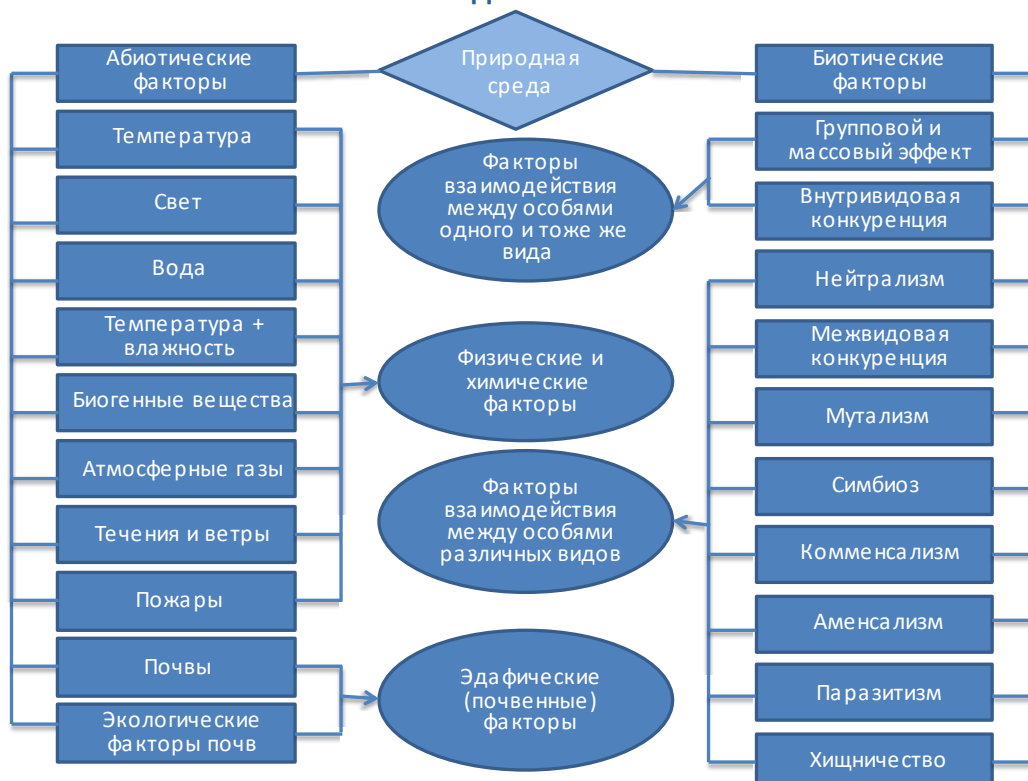 Природная
среда
Абиотические
факторы
Температура
Свет
Вода
Температура +
влажность
Биогенные вещества
Атмосферные газы
Течения и ветры
Пожары
Почвы
Экологические
факторы почв
Факторы
взаимодействия
между особями
одного и тоже же
вида
Физические и
химические
факторы
Факторы
взаимодействия
между особями
различных видов
Эдафические
(почвенные)
факторы
Биотические
факторы
Групповой и
массовый эффект
Внутривидовая
конкуренция
Нейтрализм
Межвидовая
конкуренция
Мутализм
Симбиоз
Комменсализм
Аменсализм
Паразитизм
Хищничество